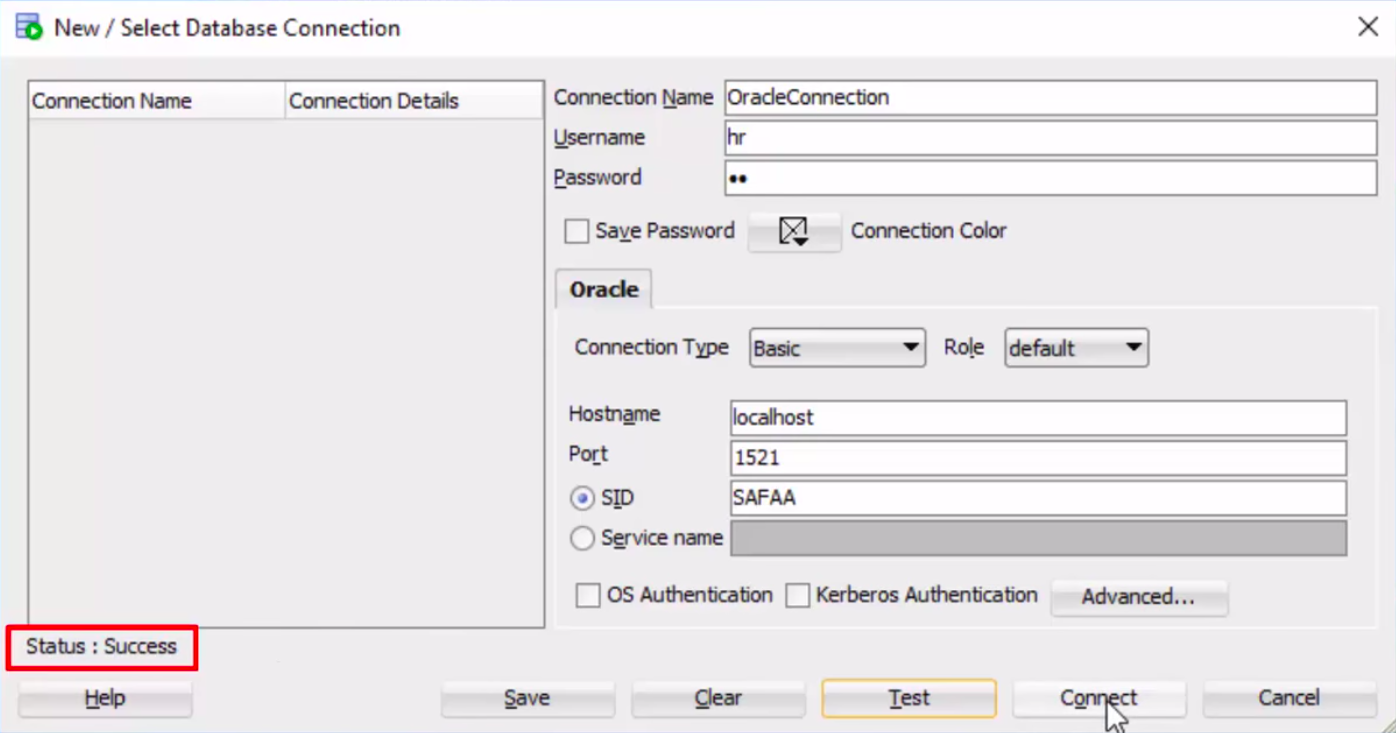 New / Select Database Connection
Connection Name Connection Details
Connection Name OracleConnection
Username hr
Password ••
Save Password Connection Color
Oracle
Connection Type Basic Role default
Hostname localhost
Port 1521
SID SAFAA
Service name
OS Authentication Kerberos Authentication Advanced...
Status : Success
Help Save Clear Test Connect Cancel